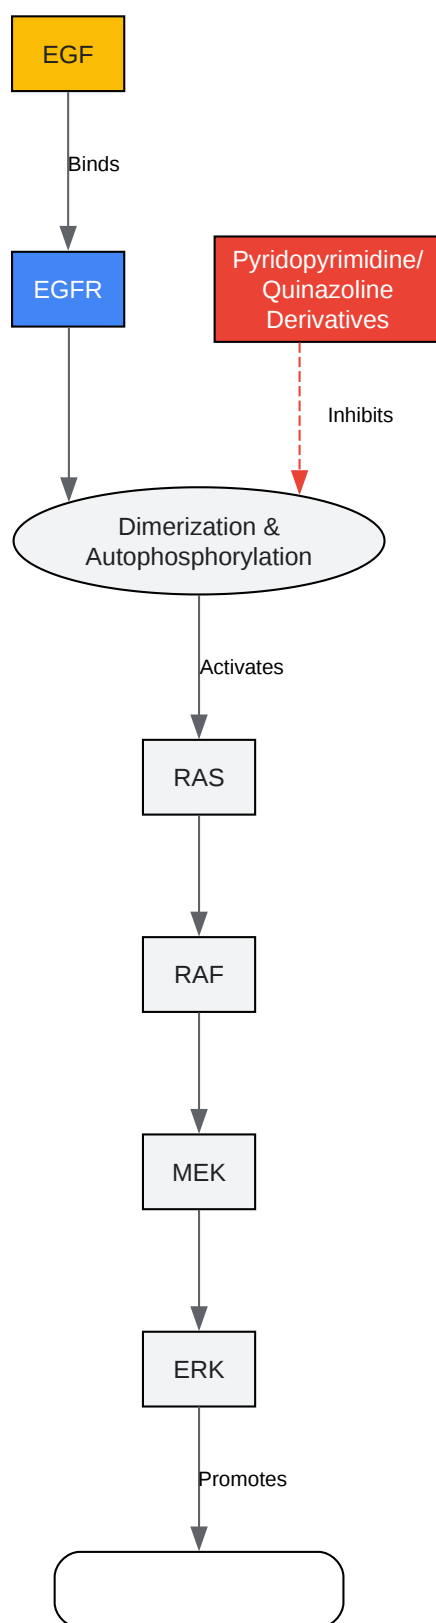 EGF
Binds
EGFR
Pyridopyrimidine/
Quinazoline
Derivatives
Inhibits
Dimerization &
Autophosphorylation
Activates
RAS
RAF
MEK
ERK
Promotes